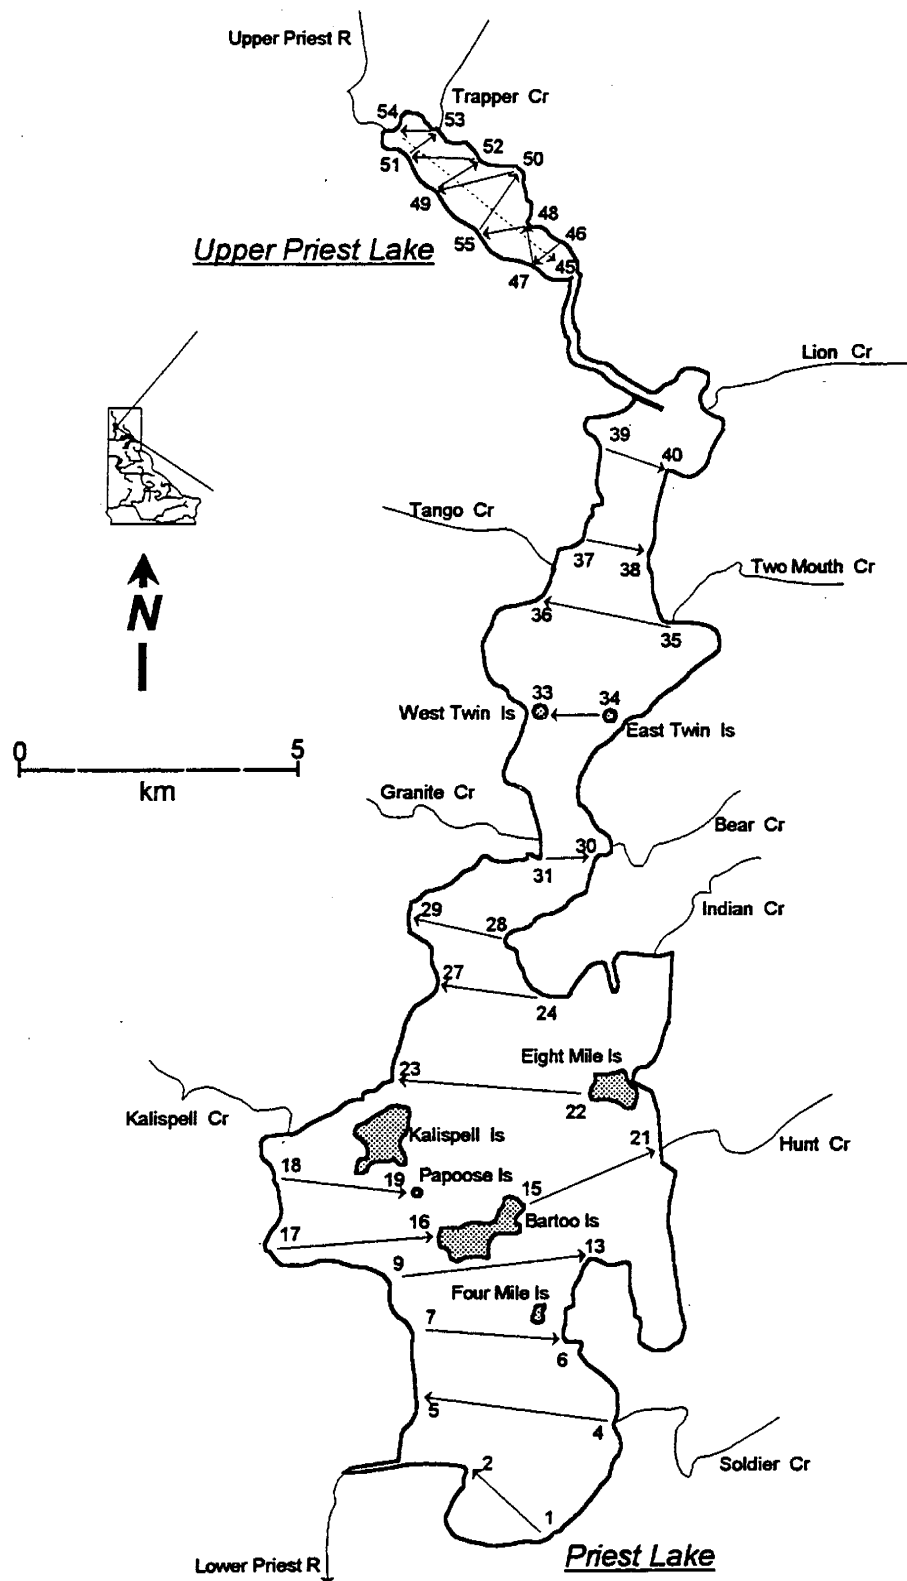 Upper Priest R
Trapper Cr
54
53
52
50
51
49
48
46
55
45
47
Upper Priest Lake
Lion Cr
39
40
Tango Cr
37
38
Two Mouth Cr
36
35
N
33
34
West Twin Is
East Twin Is
0
5
km
Granite Cr
Bear Cr
30
31
Indian Cr
29
28
27
24
Eight Mile Is
23
22
Kalispell Cr
Kalispell Is
21
Hunt Cr
18
19
Papoose Is
15
16
Bartoo Is
17
13
9
Four Mile Is
7
6
5
4
Soldier Cr
2
1
Lower Priest R
Priest Lake